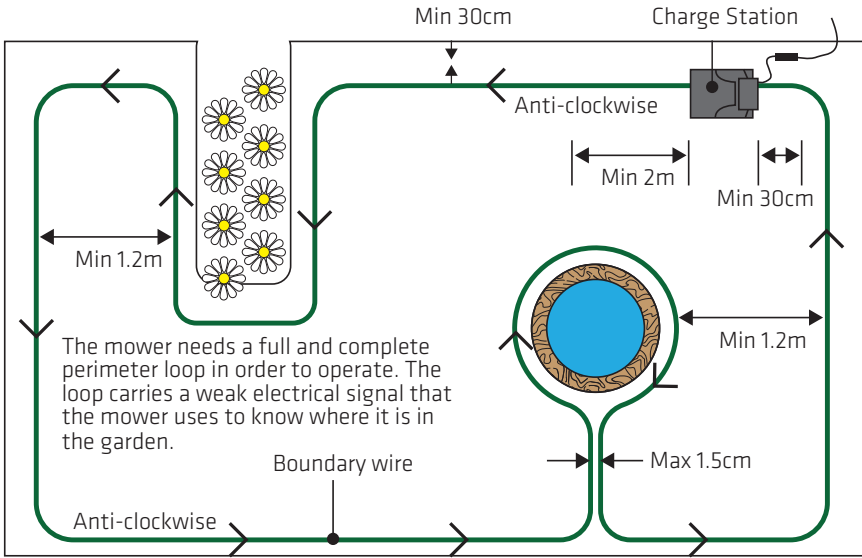 Min 30cm
Charge Station
Anti-clockwise
Min 2m
Min 30cm
Min 1.2m
Min 1.2m
The mower needs a full and complete
perimeter loop in order to operate. The
loop carries a weak electrical signal that
the mower uses to know where it is in
the garden.
Boundary wire
Max 1.5cm
Anti-clockwise